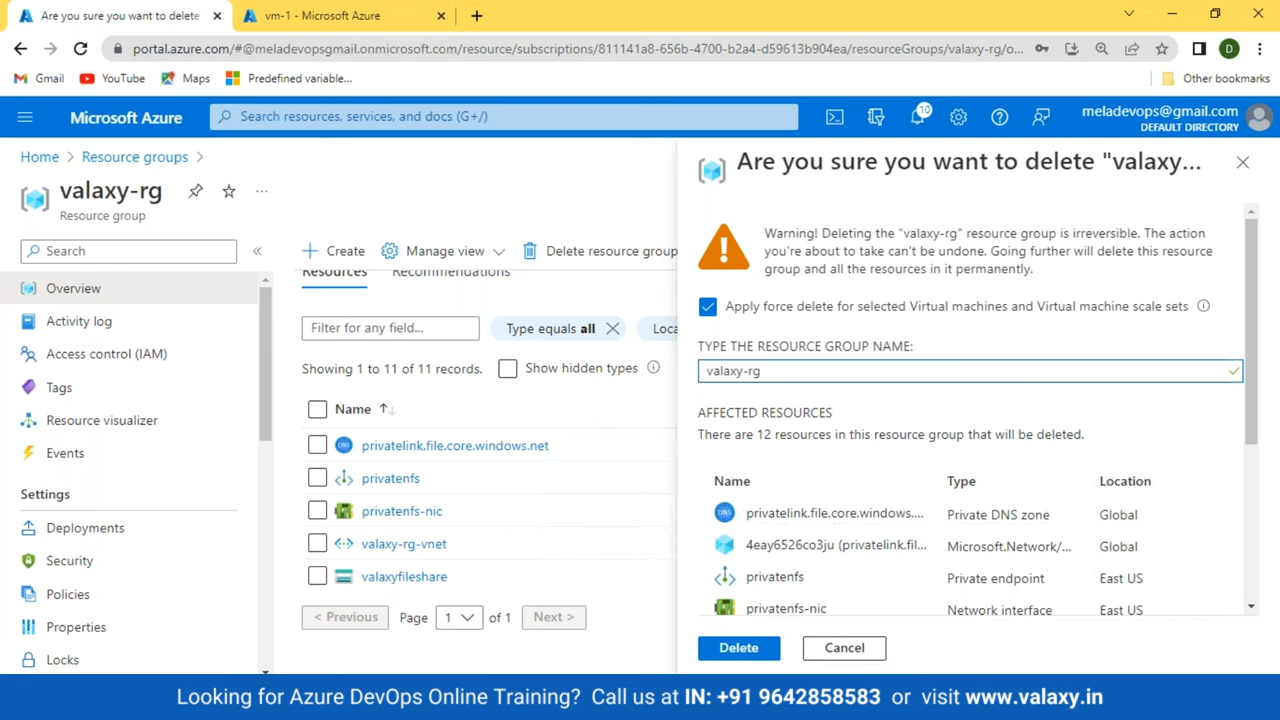 Are you sure you want to delete
vm-1 - Microsoft Azure
portal.azure.com/#@meladevopsgmail.onmicrosoft.com/resource/subscriptions/811141a8-656b-4700-b2a4-d59613b904ea/resourceGroups/valaxy-rg/o...
D
Gmail
YouTube
Maps
Predefined variable...
Other bookmarks
Microsoft Azure
Search resources, services, and docs (G+/)
10
meladevops@gmail.com
DEFAULT DIRECTORY
Home > Resource groups >
valaxy-rg
Resource group
...
Search
«
Overview
Activity log
Access control (IAM)
Tags
Resource visualizer
Events
Settings
Deployments
Security
Policies
Properties
Locks
Create
Manage view
Delete resource group
Resources
Recommendations
Filter for any field...
Type equals all
Loca
Showing 1 to 11 of 11 records.
Show hidden types
Name
privatelink.file.core.windows.net
privatenfs
privatenfs-nic
valaxy-rg-vnet
valaxyfileshare
< Previous
Page
1
of 1
Next >
Are you sure you want to delete "valaxy...
Warning! Deleting the "valaxy-rg" resource group is irreversible. The action
you're about to take can't be undone. Going further will delete this resource
group and all the resources in it permanently.
Apply force delete for selected Virtual machines and Virtual machine scale sets
TYPE THE RESOURCE GROUP NAME:
valaxy-rg
AFFECTED RESOURCES
There are 12 resources in this resource group that will be deleted.
Name Type Location
DNS privatelink.file.core.windows.... Private DNS zone Global
4eay6526co3ju (privatelink.fil... Microsoft.Network/... Global
privatenfs Private endpoint East US
privatenfs-nic Network interface East US
Delete
Cancel
Looking for Azure DevOps Online Training? Call us at IN: +91 9642858583 or visit www.valaxy.in